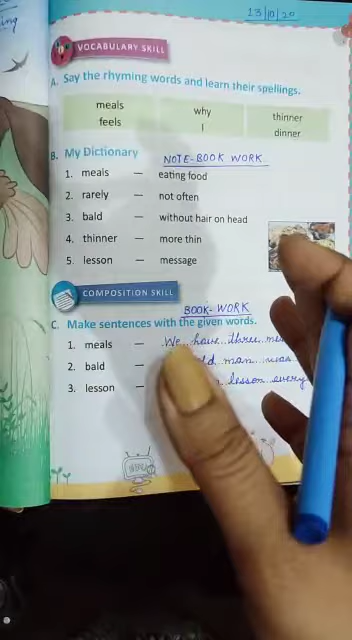 ing
13/10/20
VOCABULARY SKILL
A. Say the rhyming words and learn their spellings.
meals why thinner
feels I dinner
B. My Dictionary NOTE-BOOK WORK
1. meals — eating food
2. rarely — not often
3. bald — without hair on head
4. thinner — more thin
5. lesson — message
COMPOSITION SKILL
BOOK-WORK
C. Make sentences with the given words.
1. meals — We have three
2. bald — man was
3. lesson — lesson every